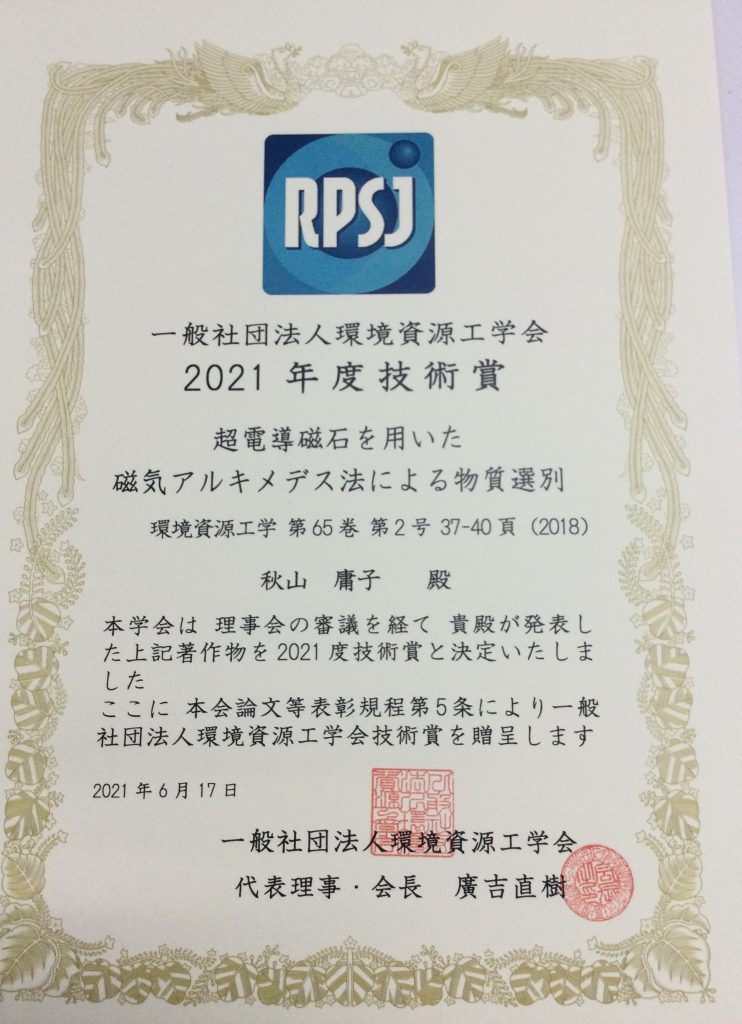 RPSJ
一般社団法人環境資源工学会
2021 年度技術賞
超電導磁石を用いた
磁気アルキメデス法による物質選別
環境資源工学 第65巻 第2号 37-40頁（2018）
秋山　庸子　　殿
本学会は 理事会の審議を経て 貴殿が発表し
た上記著作物を2021度技術賞と決定いたしま
した
ここに 本会論文等表彰規程第5条により一般
社団法人環境資源工学会技術賞を贈呈します
2021年6月17日
一般社団法人環境資源工学会
代表理事・会長　廣吉直樹